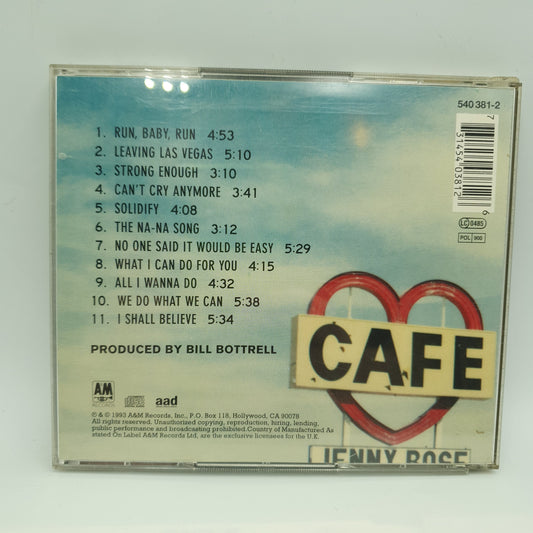 540 381-2
7 31454 03812 6
LC 0485
POL 900
1. RUN, BABY, RUN 4:53
2. LEAVING LAS VEGAS 5:10
3. STRONG ENOUGH 3:10
4. CAN'T CRY ANYMORE 3:41
5. SOLIDIFY 4:08
6. THE NA-NA SONG 3:12
7. NO ONE SAID IT WOULD BE EASY 5:29
8. WHAT I CAN DO FOR YOU 4:15
9. ALL I WANNA DO 4:32
10. WE DO WHAT WE CAN 5:38
11. I SHALL BELIEVE 5:34
PRODUCED BY BILL BOTTRELL
CAFE
JENNY ROSE
A&M
RECORDS
aad
℗ & © 1993 A&M Records, Inc., P.O. Box 118, Hollywood, CA 90078
All rights reserved. Unauthorized copying, reproduction, hiring, lending,
public performance and broadcasting prohibited.Country of Manufactured As
stated On Label A&M Records Ltd, are the exclusive licensees for the U.K.